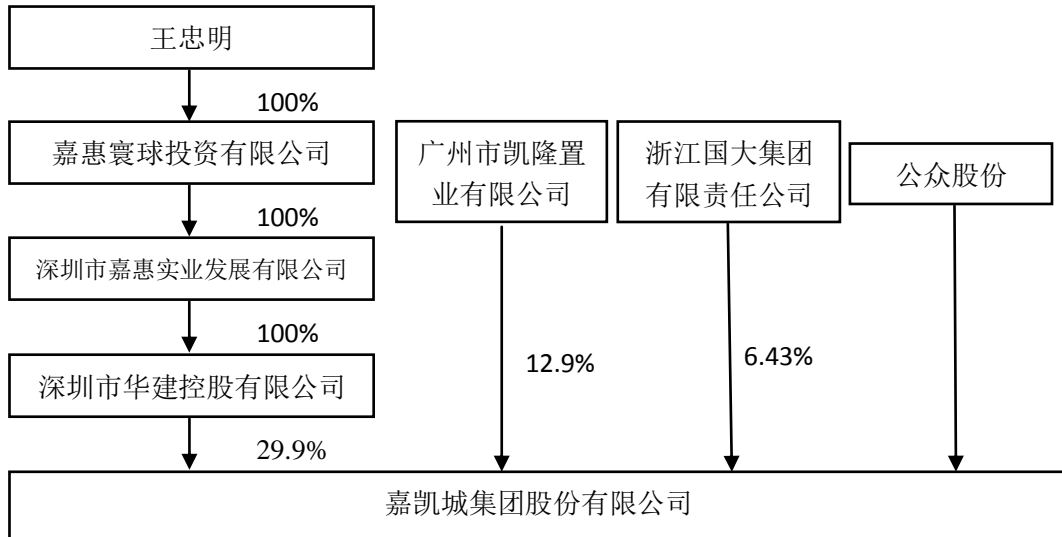 王忠明
100%
嘉惠寰球投资有限公司
广州市凯隆置
业有限公司
浙江国大集团
有限责任公司
公众股份
100%
深圳市嘉惠实业发展有限公司
100%
深圳市华建控股有限公司
12.9%
6.43%
29.9%
嘉凯城集团股份有限公司